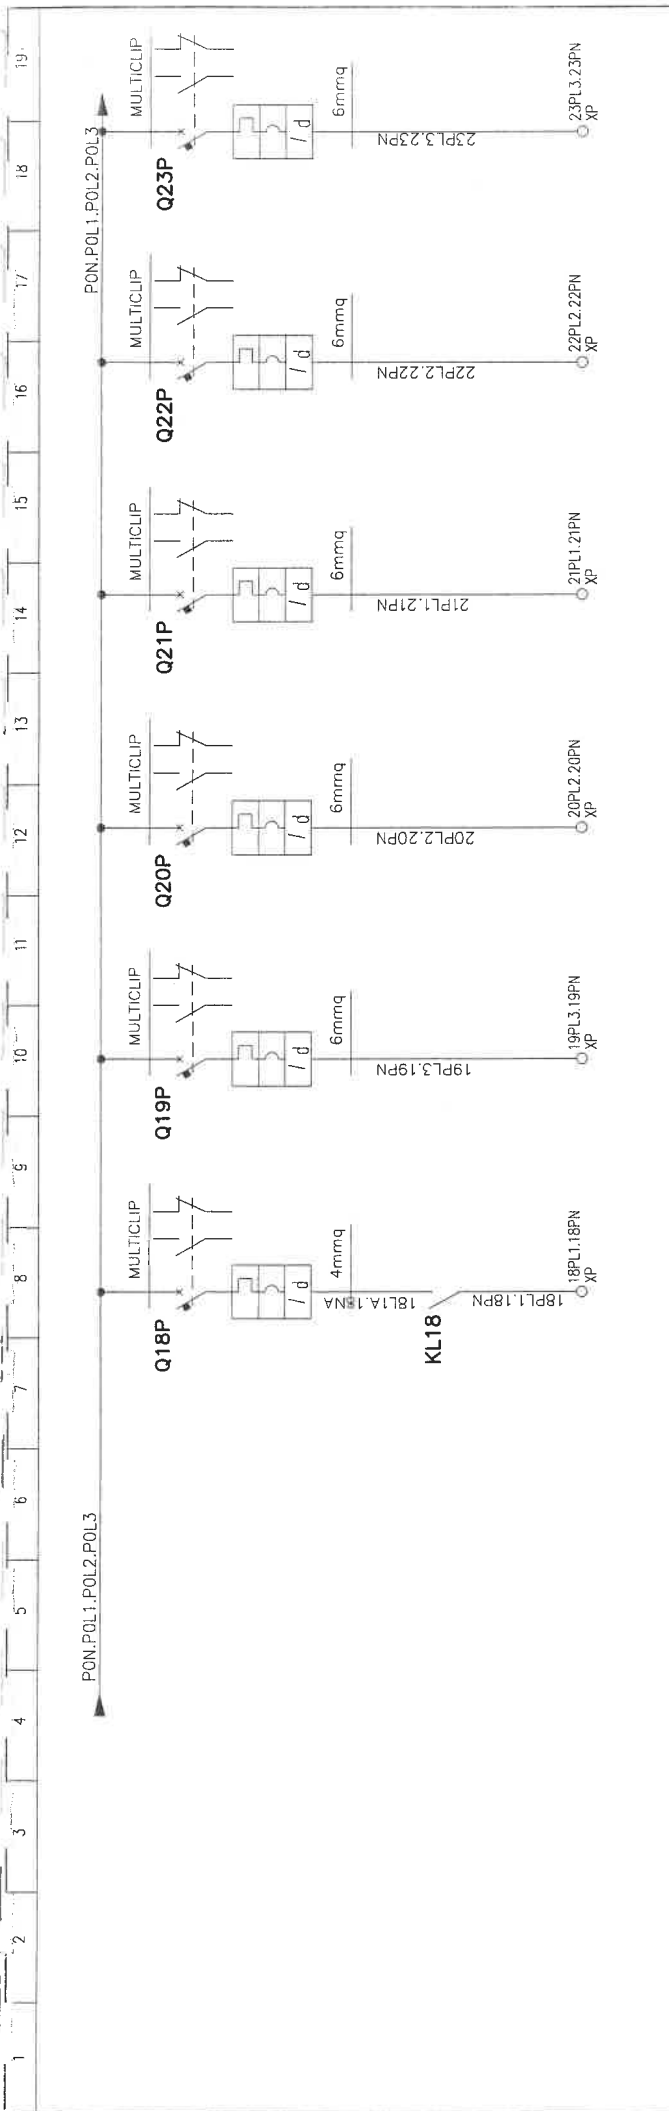 1 2 3 4 5 6 7 8 9 10 11 12 13 14 15 16 17 18 19
PON.POL1.POL2.POL3 PON.POL1.POL2.POL3
MULTICLIP MULTICLIP MULTICLIP MULTICLIP MULTICLIP MULTICLIP
Q18P Q19P Q20P Q21P Q22P Q23P
I d I d I d I d I d I d
4mmq 6mmq 6mmq 6mmq 6mmq 6mmq
18L1A.18NA 19PL3.19PN 20PL2.20PN 21PL1.21PN 22PL2.22PN 23PL3.23PN
KL18
18PL1.18PN
18PL1.18PN 19PL3.19PN 20PL2.20PN 21PL1.21PN 22PL2.22PN 23PL3.23PN
XP XP XP XP XP XP